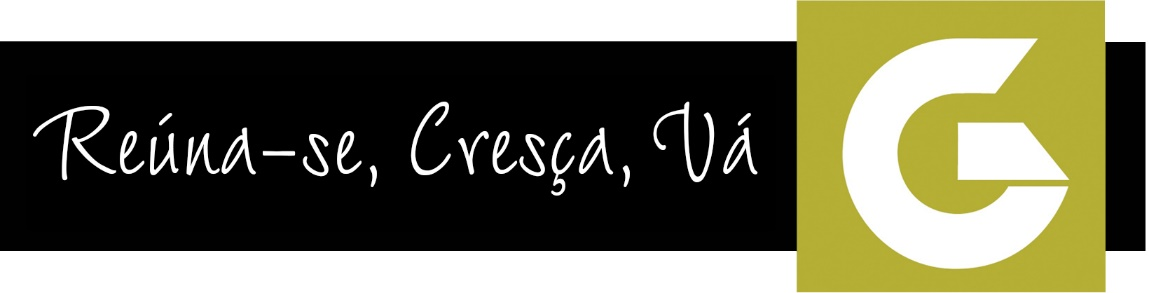 Reúna-se, Cresça, Vá
G